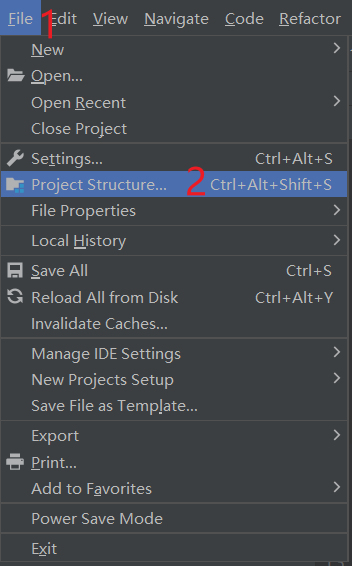 File 1 Edit View Navigate Code Refactor
New
Open...
Open Recent
Close Project
Settings... Ctrl+Alt+S
Project Structure... 2 Ctrl+Alt+Shift+S
File Properties
Local History
Save All Ctrl+S
Reload All from Disk Ctrl+Alt+Y
Invalidate Caches...
Manage IDE Settings
New Projects Setup
Save File as Template...
Export
Print...
Add to Favorites
Power Save Mode
Exit